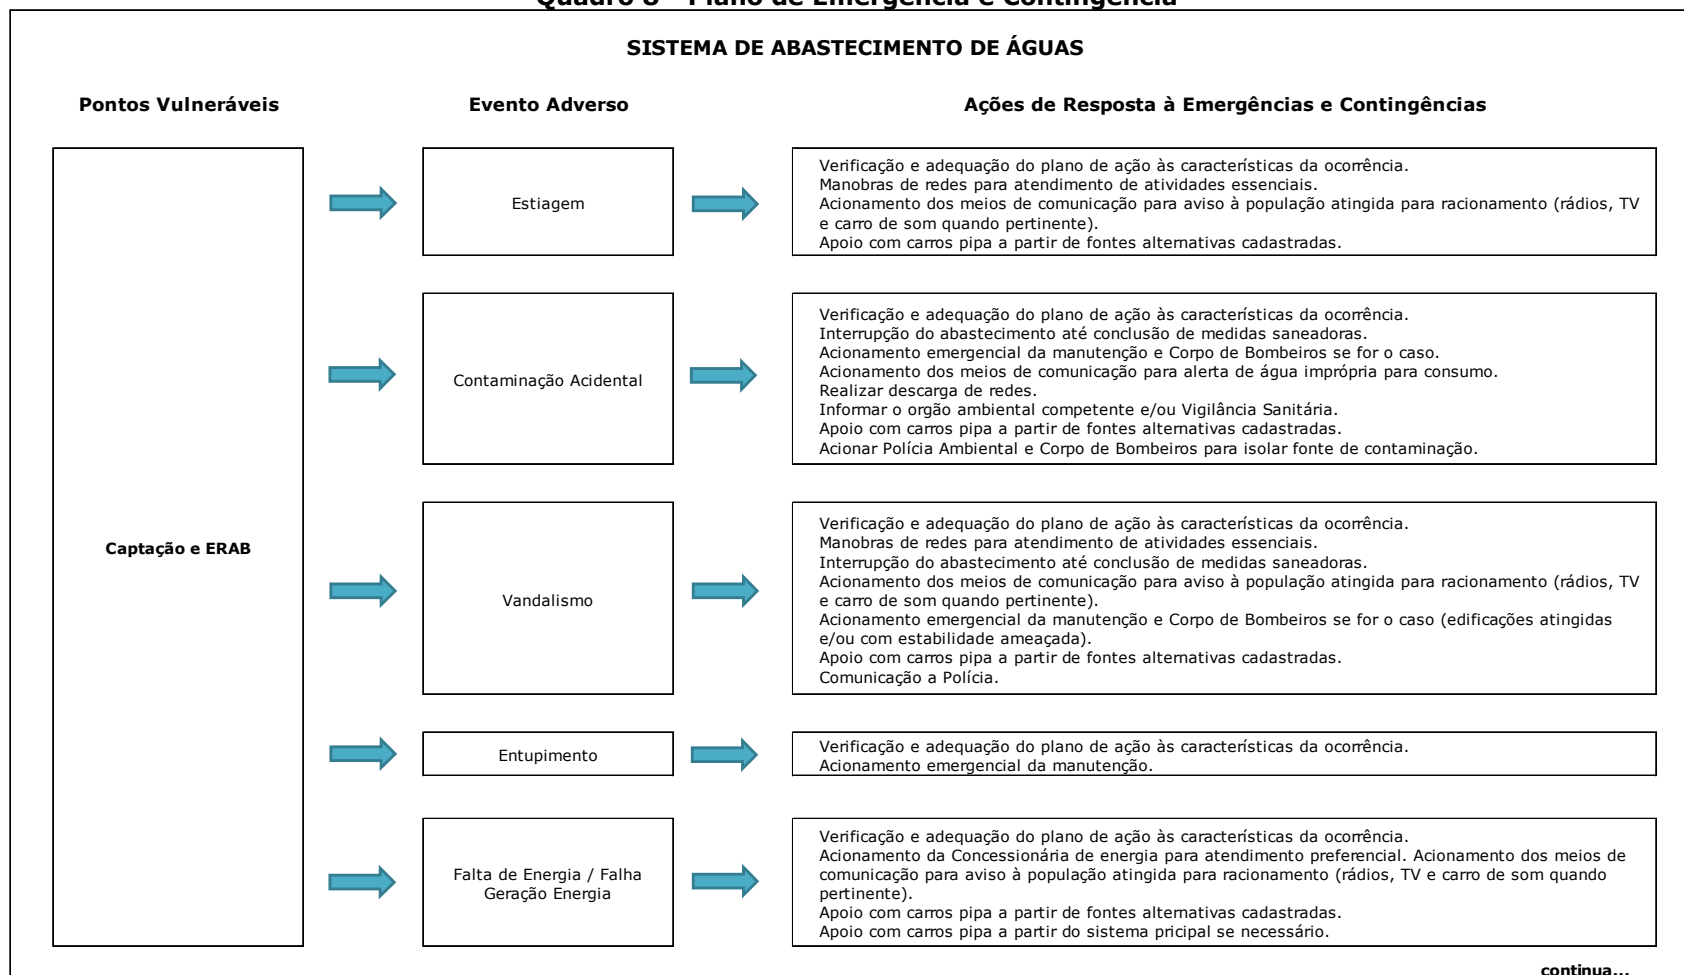 Quadro 8 - Plano de Emergência e Contingência
SISTEMA DE ABASTECIMENTO DE ÁGUAS
Pontos Vulneráveis
Evento Adverso
Ações de Resposta à Emergências e Contingências
Captação e ERAB
Estiagem
Verificação e adequação do plano de ação às características da ocorrência.
Manobras de redes para atendimento de atividades essenciais.
Acionamento dos meios de comunicação para aviso à população atingida para racionamento (rádios, TV
e carro de som quando pertinente).
Apoio com carros pipa a partir de fontes alternativas cadastradas.
Contaminação Acidental
Verificação e adequação do plano de ação às características da ocorrência.
Interrupção do abastecimento até conclusão de medidas saneadoras.
Acionamento emergencial da manutenção e Corpo de Bombeiros se for o caso.
Acionamento dos meios de comunicação para alerta de água imprópria para consumo.
Realizar descarga de redes.
Informar o orgão ambiental competente e/ou Vigilância Sanitária.
Apoio com carros pipa a partir de fontes alternativas cadastradas.
Acionar Polícia Ambiental e Corpo de Bombeiros para isolar fonte de contaminação.
Vandalismo
Verificação e adequação do plano de ação às características da ocorrência.
Manobras de redes para atendimento de atividades essenciais.
Interrupção do abastecimento até conclusão de medidas saneadoras.
Acionamento dos meios de comunicação para aviso à população atingida para racionamento (rádios, TV
e carro de som quando pertinente).
Acionamento emergencial da manutenção e Corpo de Bombeiros se for o caso (edificações atingidas
e/ou com estabilidade ameaçada).
Apoio com carros pipa a partir de fontes alternativas cadastradas.
Comunicação a Polícia.
Entupimento
Verificação e adequação do plano de ação às características da ocorrência.
Acionamento emergencial da manutenção.
Falta de Energia / Falha
Geração Energia
Verificação e adequação do plano de ação às características da ocorrência.
Acionamento da Concessionária de energia para atendimento preferencial. Acionamento dos meios de
comunicação para aviso à população atingida para racionamento (rádios, TV e carro de som quando
pertinente).
Apoio com carros pipa a partir de fontes alternativas cadastradas.
Apoio com carros pipa a partir do sistema pricipal se necessário.
continua...